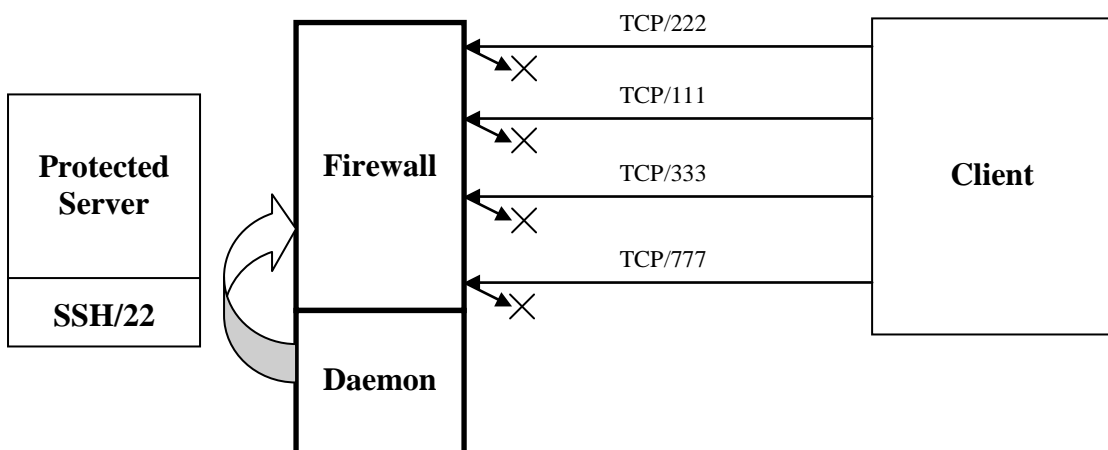 TCP/222
TCP/111
TCP/333
TCP/777
Protected
Server
SSH/22
Firewall
Daemon
Client